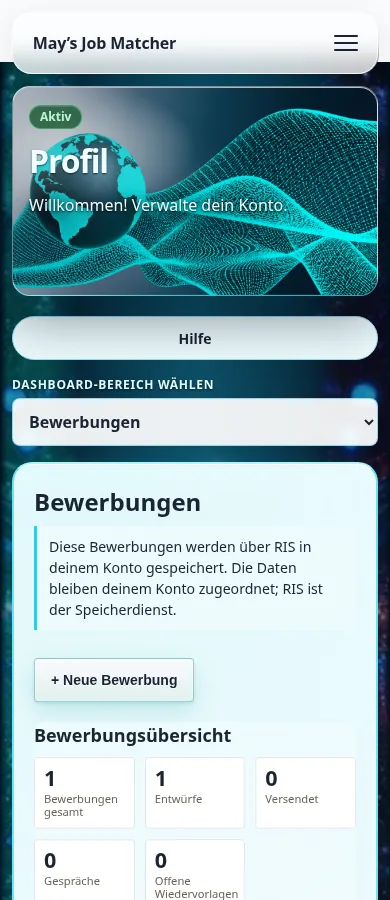 May’s Job Matcher
Aktiv
Profil
Willkommen! Verwalte dein Konto.
Hilfe
DASHBOARD-BEREICH WÄHLEN
Bewerbungen
Bewerbungen
Diese Bewerbungen werden über RIS in
deinem Konto gespeichert. Die Daten
bleiben deinem Konto zugeordnet; RIS ist
der Speicherdienst.
+ Neue Bewerbung
Bewerbungsübersicht
1
Bewerbungen
gesamt
1
Entwürfe
0
Versendet
0
Gespräche
0
Offene
Wiedervorlagen